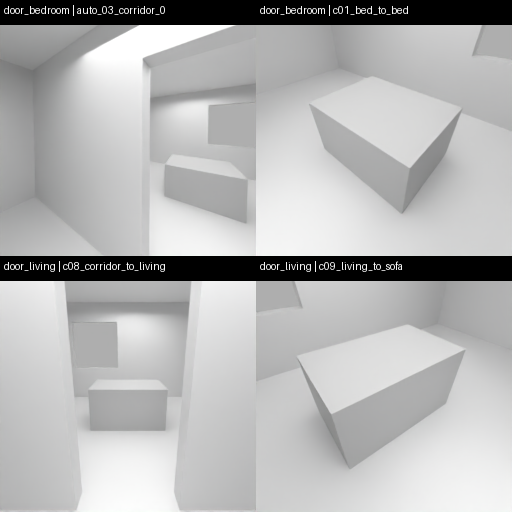 door_bedroom | auto_03_corridor_0
door_bedroom | c01_bed_to_bed
door_living | c08_corridor_to_living
door_living | c09_living_to_sofa